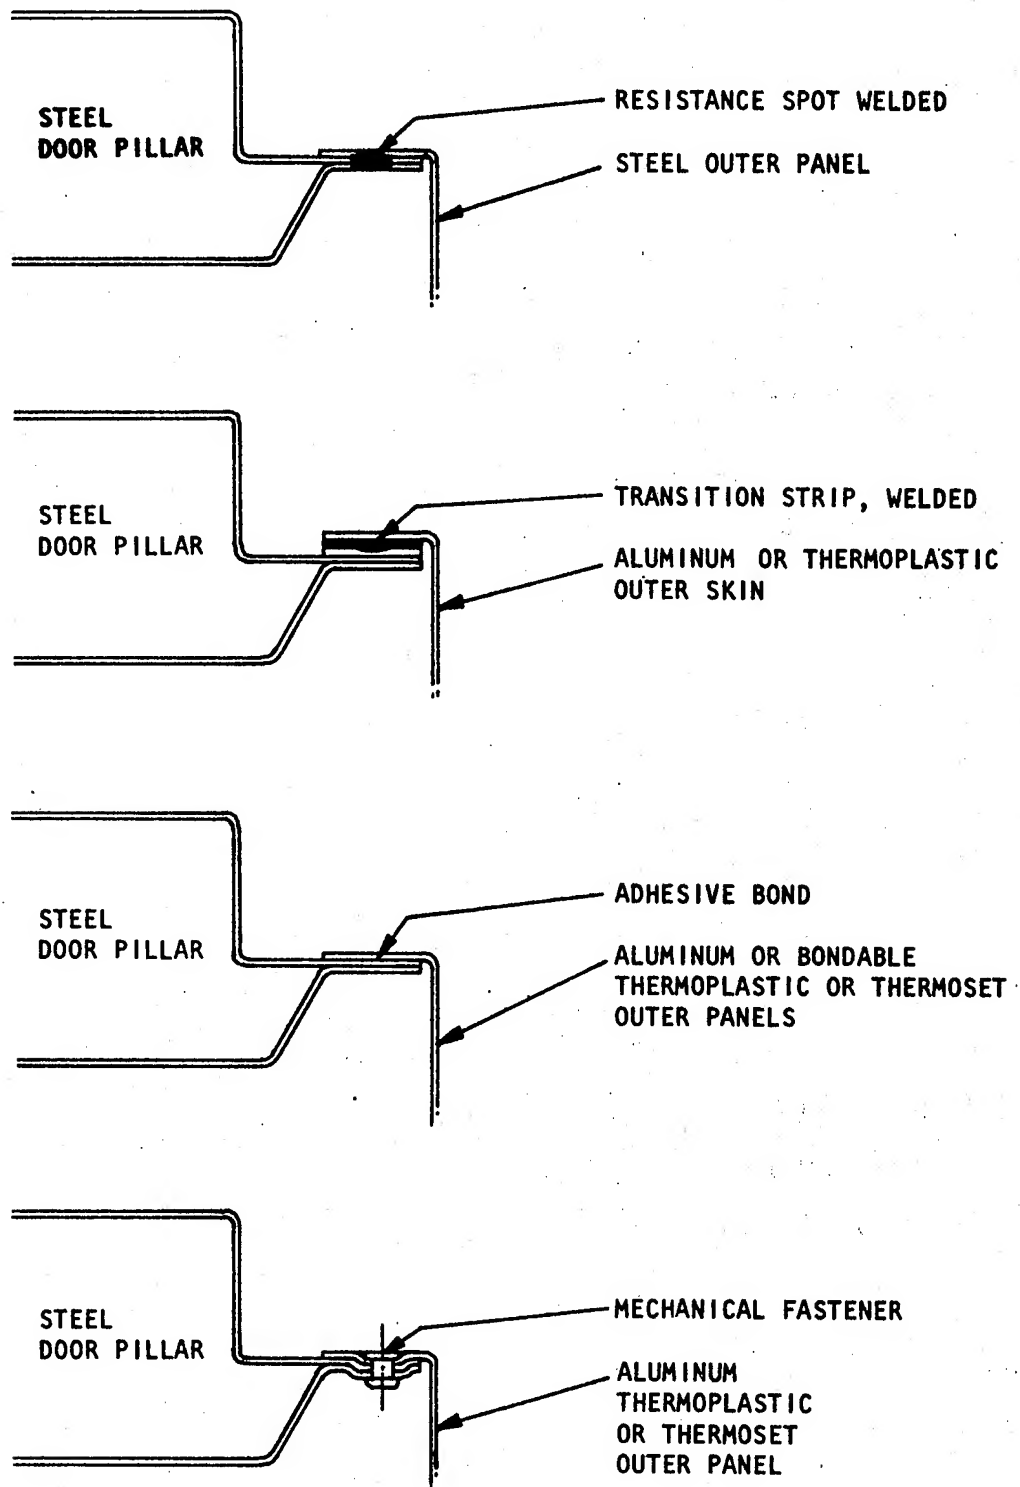 STEEL
DOOR PILLAR
RESISTANCE SPOT WELDED
STEEL OUTER PANEL
STEEL
DOOR PILLAR
TRANSITION STRIP, WELDED
ALUMINUM OR THERMOPLASTIC
OUTER SKIN
STEEL
DOOR PILLAR
ADHESIVE BOND
ALUMINUM OR BONDABLE
THERMOPLASTIC OR THERMOSET
OUTER PANELS
STEEL
DOOR PILLAR
MECHANICAL FASTENER
ALUMINUM
THERMOPLASTIC
OR THERMOSET
OUTER PANEL